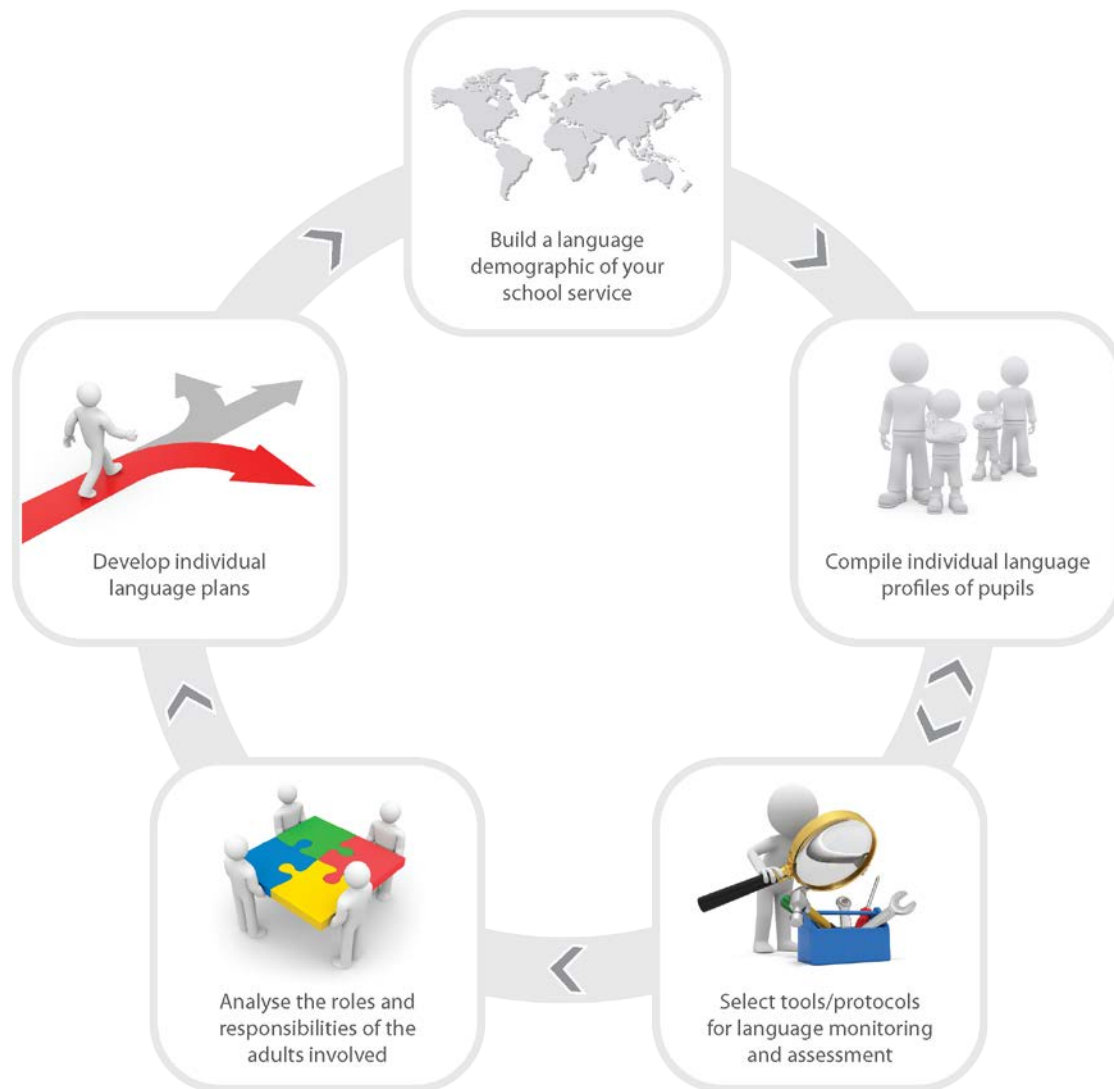 Build a language
demographic of your
school service
Compile individual language
profiles of pupils
Select tools/protocols
for language monitoring
and assessment
Analyse the roles and
responsibilities of the
adults involved
Develop individual
language plans